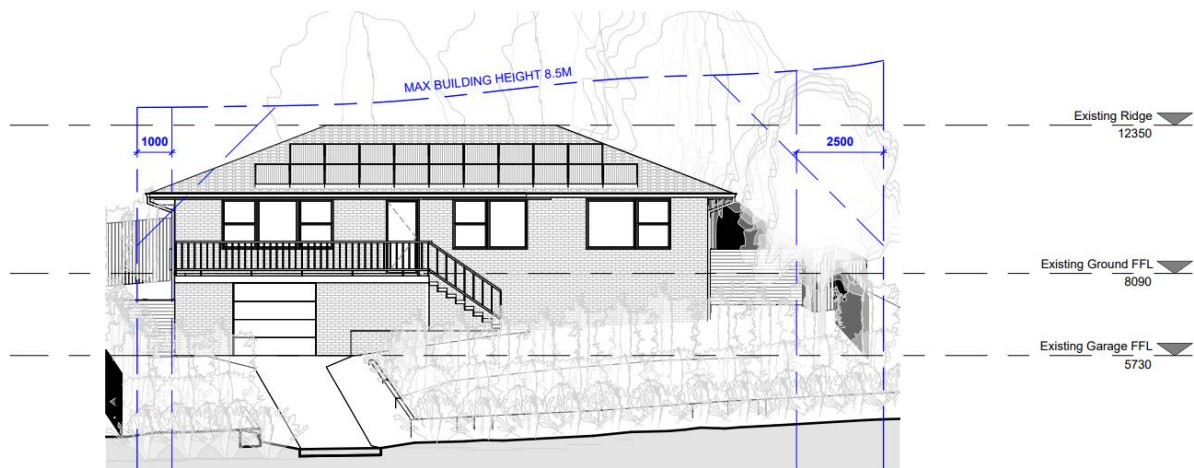 MAX BUILDING HEIGHT 8.5M
1000
2500
Existing Ridge
12350
Existing Ground FFL
8090
Existing Garage FFL
5730